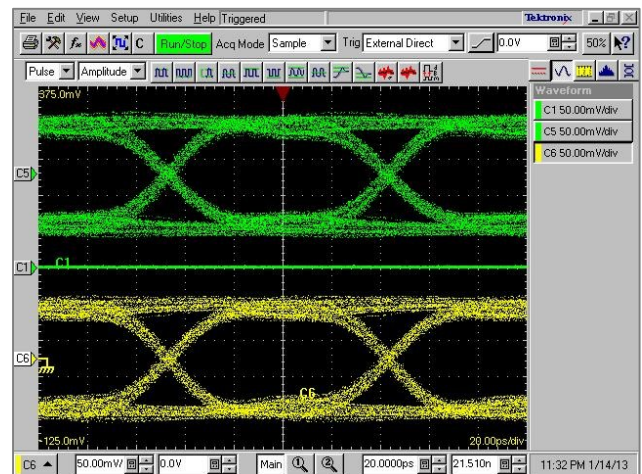 File Edit View Setup Utilities Help Triggered Tektronix
C Run/Stop Acq Mode Sample Trig External Direct 0.0V 50% ?
Pulse Amplitude
375.0mV
C5
C1 C1
C6
C6
-125.0mV 20.00ps/div
Waveform
C1 50.00mV/div
C5 50.00mV/div
C6 50.00mV/div
C6 50.00mV/ 0.0V Main 1 2 20.0000ps 21.510n 11:32 PM 1/14/13